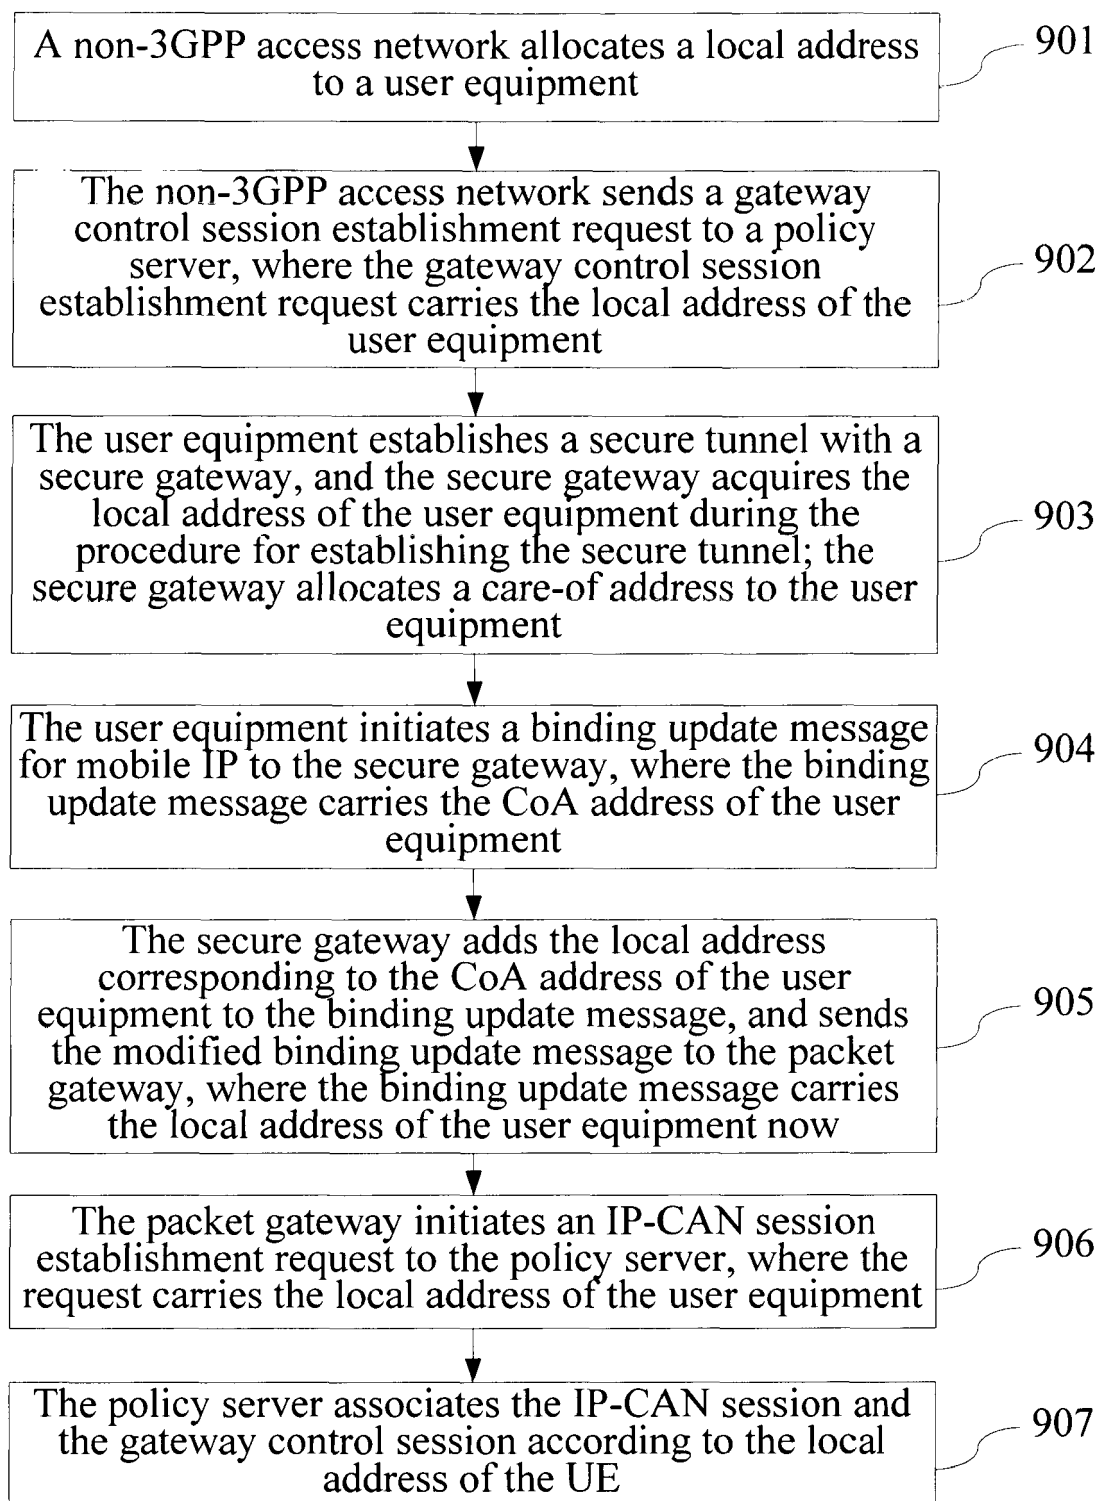 A non-3GPP access network allocates a local address
to a user equipment
901
The non-3GPP access network sends a gateway
control session establishment request to a policy
server, where the gateway control session
establishment request carries the local address of the
user equipment
902
The user equipment establishes a secure tunnel with a
secure gateway, and the secure gateway acquires the
local address of the user equipment during the
procedure for establishing the secure tunnel; the
secure gateway allocates a care-of address to the user
equipment
903
The user equipment initiates a binding update message
for mobile IP to the secure gateway, where the binding
update message carries the CoA address of the user
equipment
904
The secure gateway adds the local address
corresponding to the CoA address of the user
equipment to the binding update message, and sends
the modified binding update message to the packet
gateway, where the binding update message carries
the local address of the user equipment now
905
The packet gateway initiates an IP-CAN session
establishment request to the policy server, where the
request carries the local address of the user equipment
906
The policy server associates the IP-CAN session and
the gateway control session according to the local
address of the UE
907